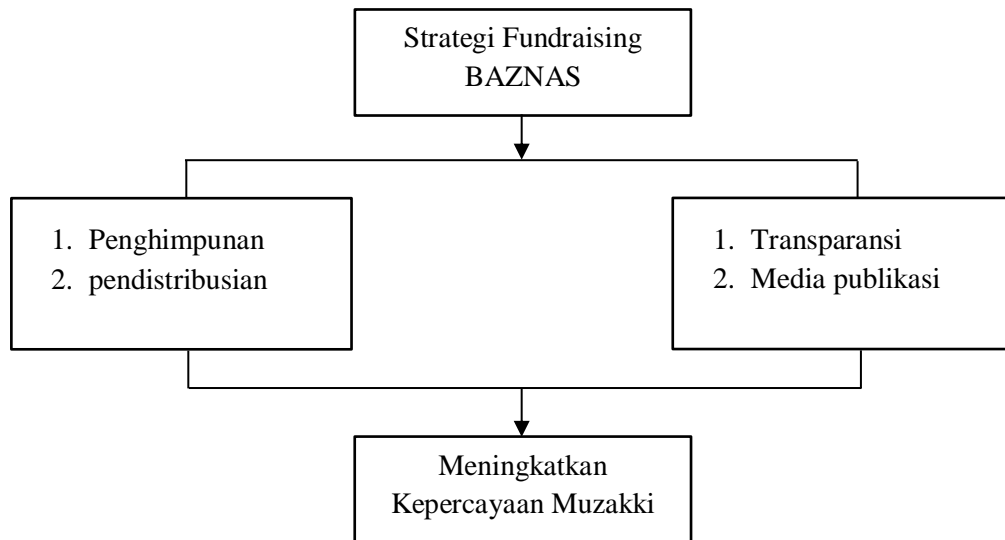 Strategi Fundraising
BAZNAS
1. Penghimpunan
2. pendistribusian
1. Transparansi
2. Media publikasi
Meningkatkan
Kepercayaan Muzakki